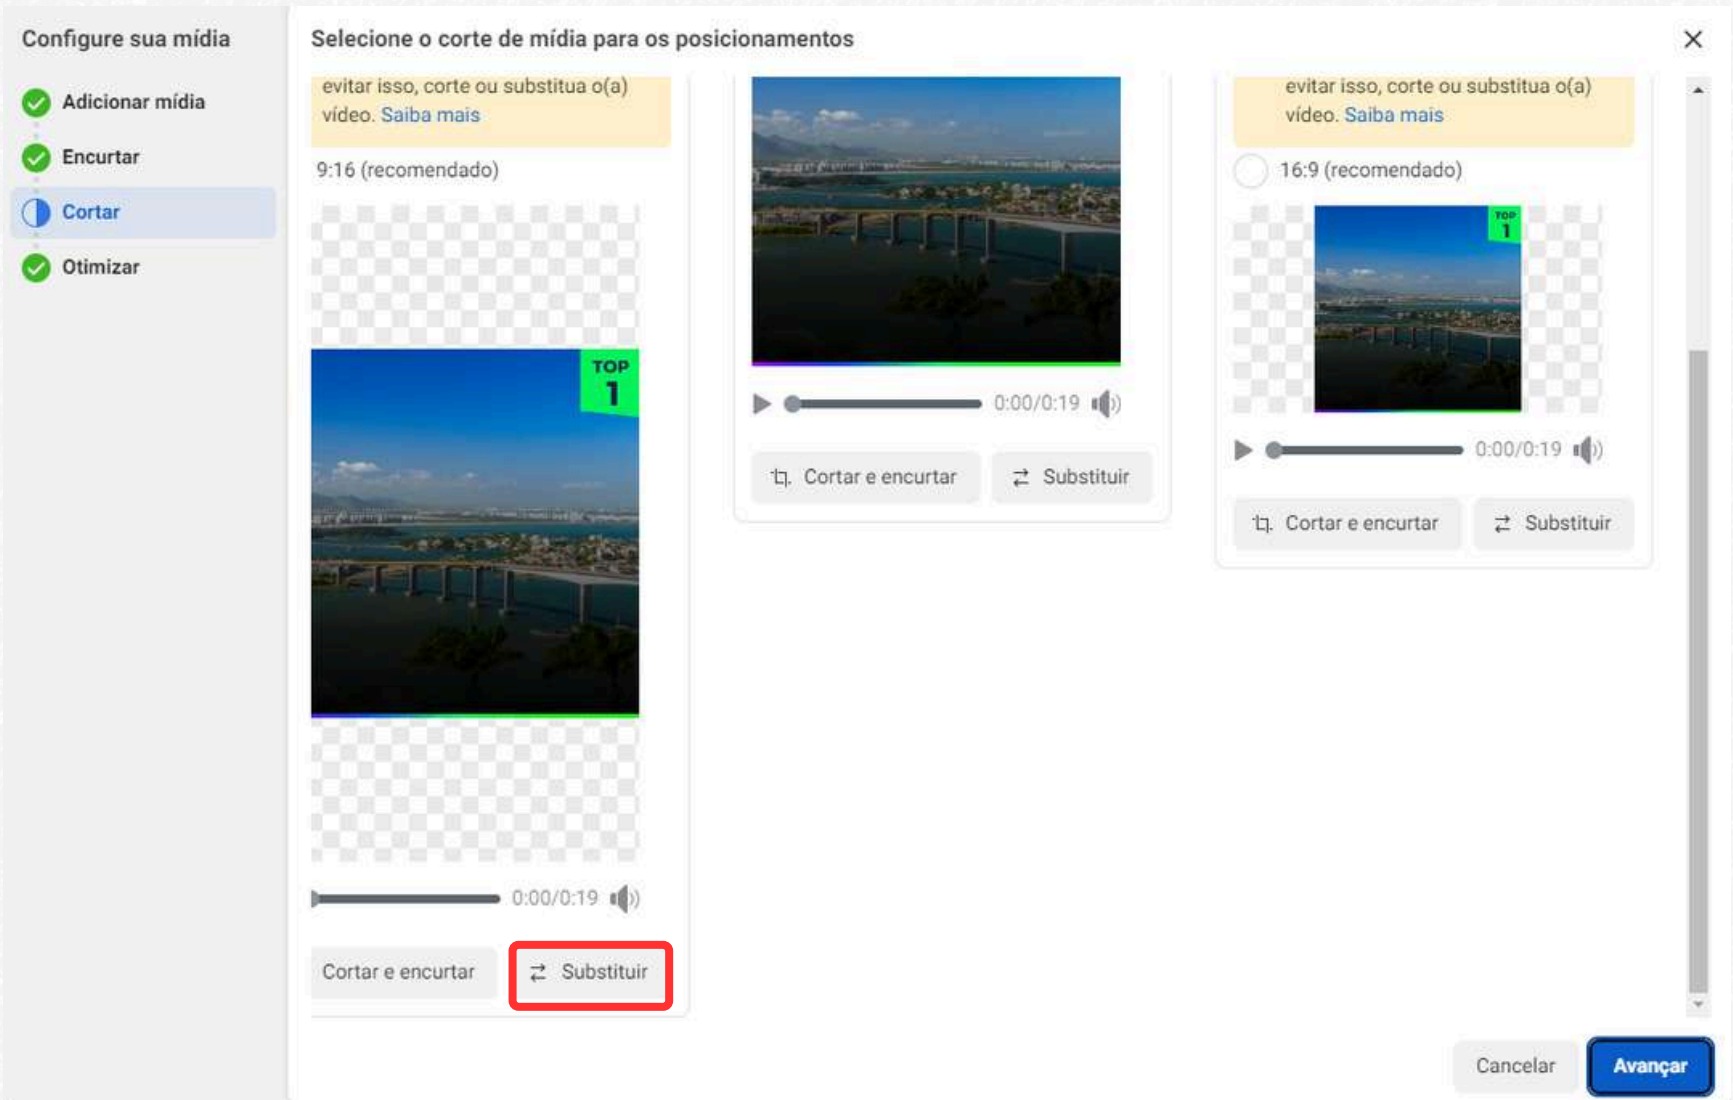 Configure sua mídia
Adicionar mídia
Encurtar
Cortar
Otimizar
Selecione o corte de mídia para os posicionamentos
evitar isso, corte ou substitua o(a)
vídeo. Saiba mais
9:16 (recomendado)
TOP
1
0:00/0:19
Cortar e encurtar
Substituir
0:00/0:19
Cortar e encurtar
Substituir
evitar isso, corte ou substitua o(a)
vídeo. Saiba mais
16:9 (recomendado)
TOP
1
0:00/0:19
Cortar e encurtar
Substituir
Cancelar
Avançar